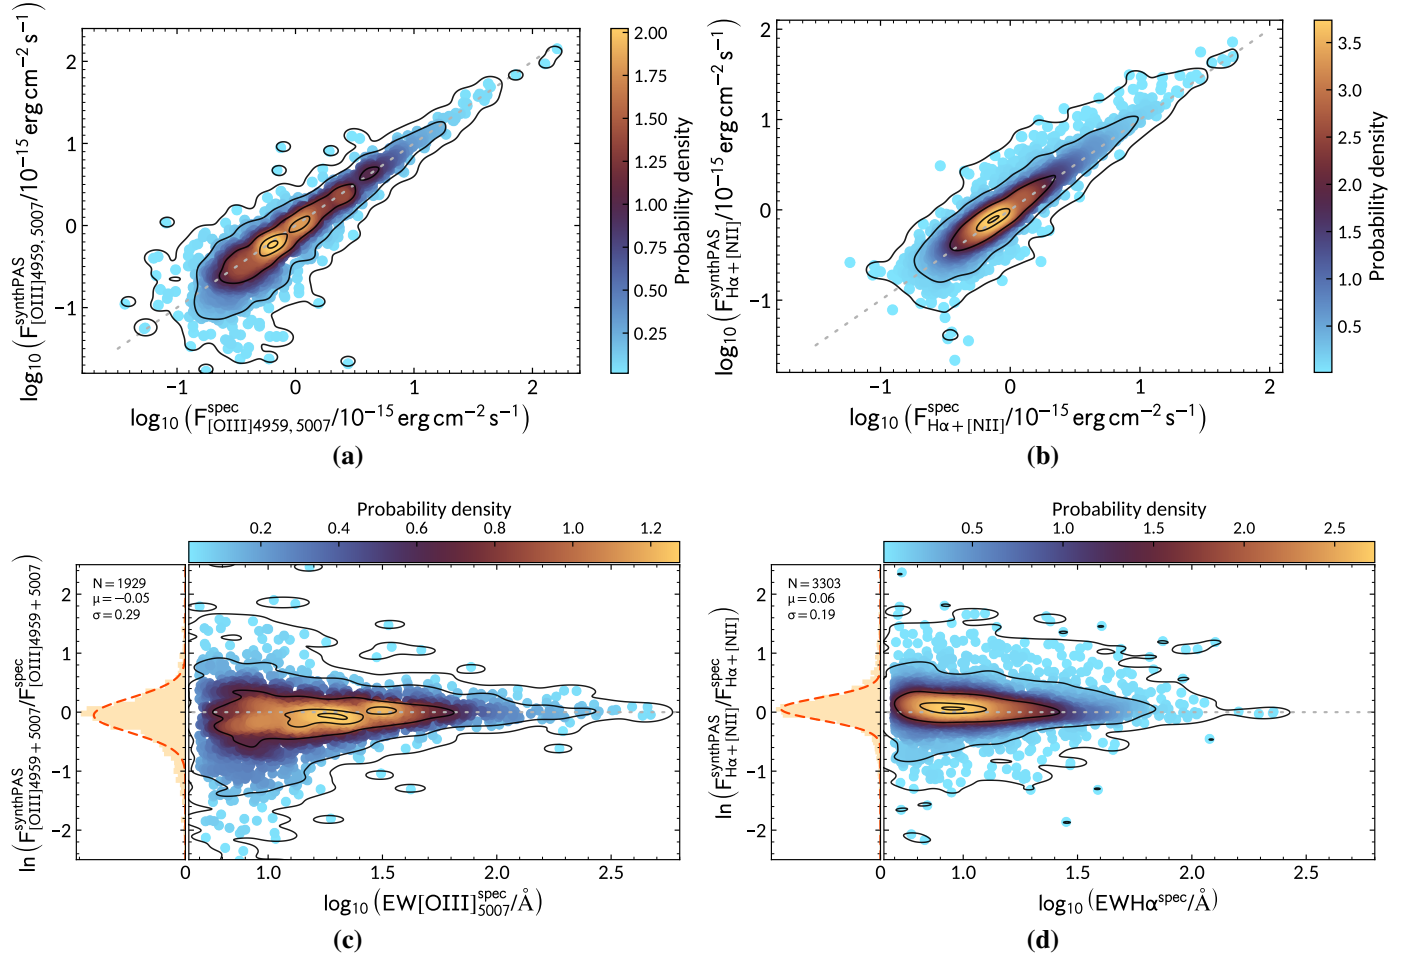 log₁₀ (F^synthPAS_[OIII]4959,5007/10⁻¹⁵ erg cm⁻² s⁻¹)
2
1
0
−1
−1
0
1
2
log₁₀ (F^spec_[OIII]4959,5007/10⁻¹⁵ erg cm⁻² s⁻¹)
2.00
1.75
1.50
1.25
1.00
0.75
0.50
0.25
Probability density
(a)
log₁₀ (F^synthPAS_Hα+[NII]/10⁻¹⁵ erg cm⁻² s⁻¹)
2
1
0
−1
−1
0
1
2
log₁₀ (F^spec_Hα+[NII]/10⁻¹⁵ erg cm⁻² s⁻¹)
3.5
3.0
2.5
2.0
1.5
1.0
0.5
Probability density
(b)
Probability density
0.2 0.4 0.6 0.8 1.0 1.2
ln (F^synthPAS_[OIII]4959+5007/F^spec_[OIII]4959+5007)
N = 1929
μ = −0.05
σ = 0.29
2
1
0
−1
−2
0 1.0 1.5 2.0 2.5
log₁₀ (EW[OIII]^spec_5007/Å)
(c)
Probability density
0.5 1.0 1.5 2.0 2.5
ln (F^synthPAS_Hα+[NII]/F^spec_Hα+[NII])
N = 3303
μ = 0.06
σ = 0.19
2
1
0
−1
−2
0 1.0 1.5 2.0 2.5
log₁₀ (EWHα^spec/Å)
(d)